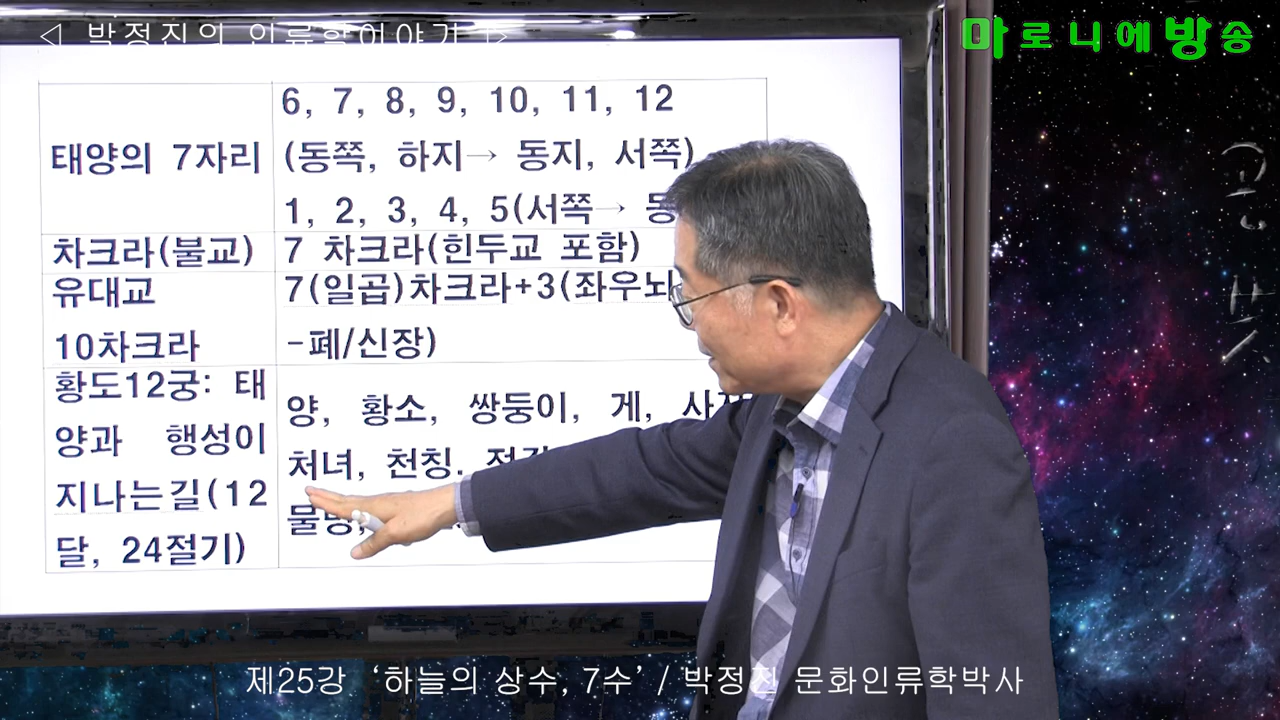 ◁ 박정진의 인류학이야기 ▷
마로니에방송
태양의 7자리
6, 7, 8, 9, 10, 11, 12
(동쪽, 하지→ 동지, 서쪽)
1, 2, 3, 4, 5(서쪽→
차크라(불교)
7 차크라(힌두교 포함)
유대교
10차크라
7(일곱)차크라+3(좌우뇌
-폐/신장)
황도12궁: 태
양과 행성이
지나는길(12
달, 24절기)
양, 황소, 쌍둥이, 게,
처녀, 천칭.
제25강 ‘하늘의 상수, 7수’ / 박정진 문화인류학박사